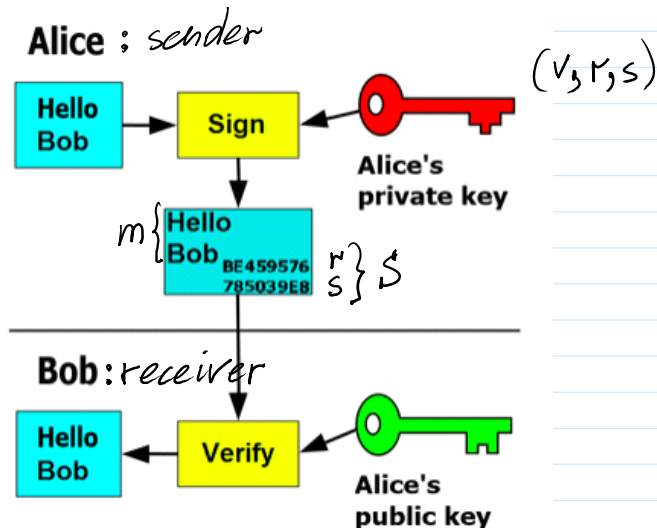 Alice : sender
(v, r, s)
Hello
Bob
Sign
Alice's
private key
m { Hello
Bob
BE459576 r
785039E8 s } S
Bob : receiver
Hello
Bob
Verify
Alice's
public key